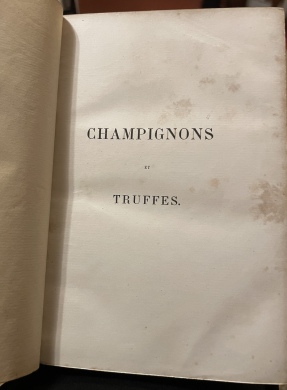 CHAMPIGNONS
ET
TRUFFES.